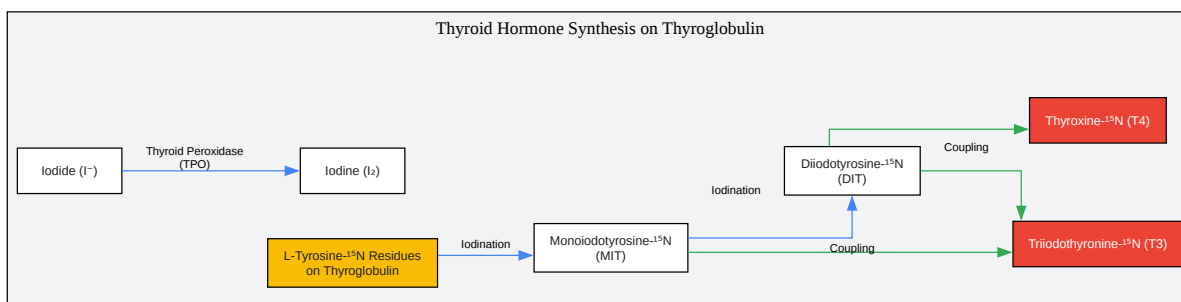 Thyroid Hormone Synthesis on Thyroglobulin
Thyroxine-¹⁵N (T4)
Coupling
Thyroid Peroxidase
(TPO)
Iodide (I⁻)
Iodine (I₂)
Diiodotyrosine-¹⁵N
(DIT)
Iodination
L-Tyrosine-¹⁵N Residues
on Thyroglobulin
Iodination
Monoiodotyrosine-¹⁵N
(MIT)
Coupling
Triiodothyronine-¹⁵N (T3)